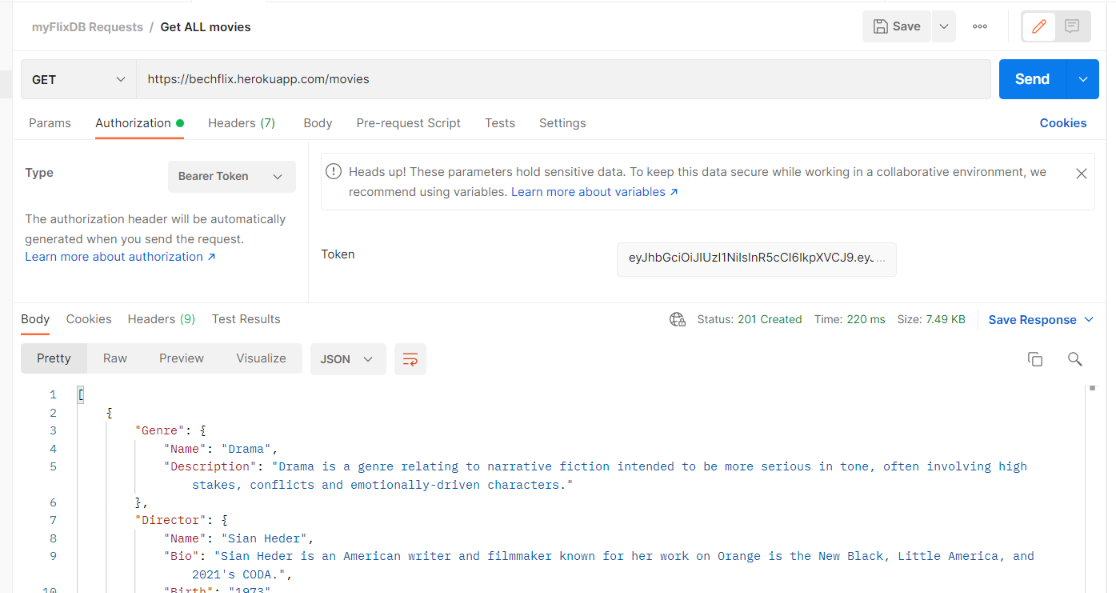 myFlixDB Requests / Get ALL movies
Save
GET
https://bechflix.herokuapp.com/movies
Send
Params Authorization Headers (7) Body Pre-request Script Tests Settings Cookies
Type
Bearer Token
Heads up! These parameters hold sensitive data. To keep this data secure while working in a collaborative environment, we
recommend using variables. Learn more about variables ↗
The authorization header will be automatically
generated when you send the request.
Learn more about authorization ↗
Token
eyJhbGciOiJIUzI1NiIsInR5cCI6IkpXVCJ9.eyJ...
Body Cookies Headers (9) Test Results
Status: 201 Created Time: 220 ms Size: 7.49 KB Save Response
Pretty Raw Preview Visualize JSON
1 [
2 {
3 "Genre": {
4 "Name": "Drama",
5 "Description": "Drama is a genre relating to narrative fiction intended to be more serious in tone, often involving high
stakes, conflicts and emotionally-driven characters."
6 },
7 "Director": {
8 "Name": "Sian Heder",
9 "Bio": "Sian Heder is an American writer and filmmaker known for her work on Orange is the New Black, Little America, and
2021's CODA.",
10 "Birth": "1973"